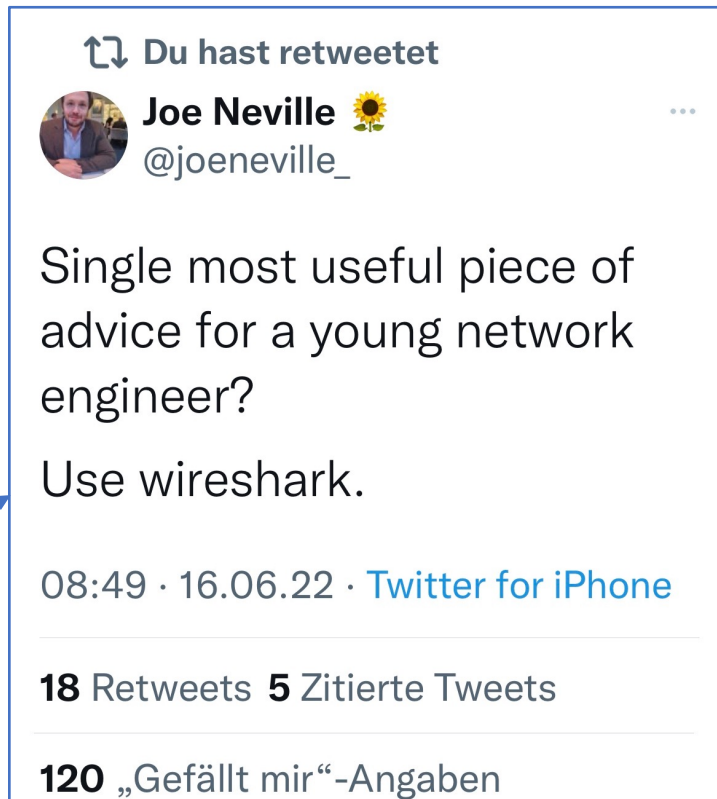 Du hast retweetet
Joe Neville 🌻
@joeneville_
Single most useful piece of
advice for a young network
engineer?
Use wireshark.
08:49 · 16.06.22 · Twitter for iPhone
18 Retweets 5 Zitierte Tweets
120 „Gefällt mir“-Angaben